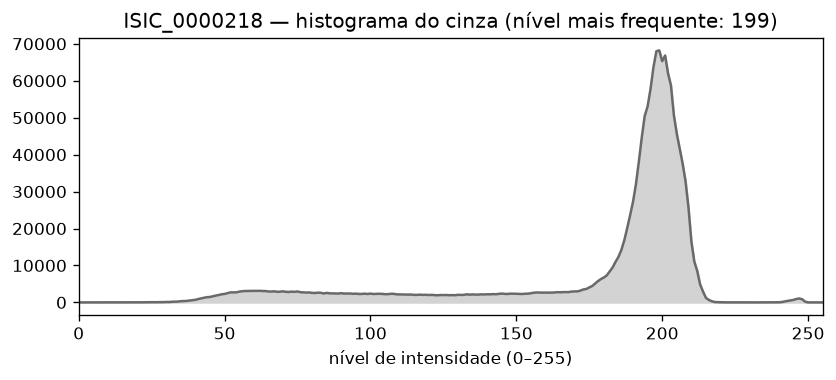 ISIC_0000218 — histograma do cinza (nível mais frequente: 199)
70000
60000
50000
40000
30000
20000
10000
0
0 50 100 150 200 250
nível de intensidade (0–255)